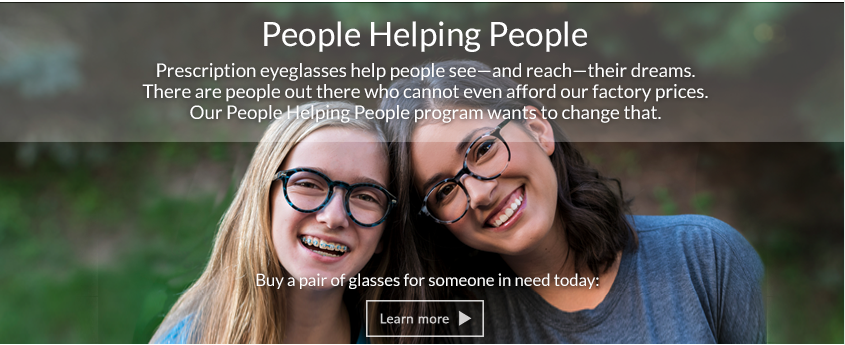 People Helping People
Prescription eyeglasses help people see—and reach—their dreams.
There are people out there who cannot even afford our factory prices.
Our People Helping People program wants to change that.
Buy a pair of glasses for someone in need today:
Learn more